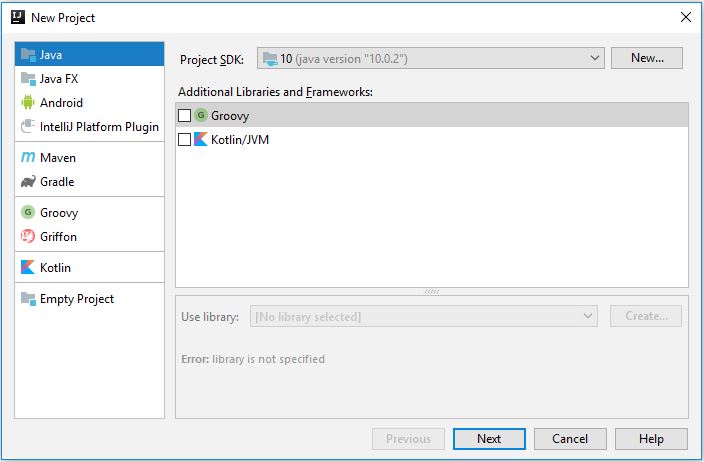 New Project
Java
Java FX
Android
IntelliJ Platform Plugin
Maven
Gradle
Groovy
Griffon
Kotlin
Empty Project
Project SDK: 10 (java version "10.0.2") New...
Additional Libraries and Frameworks:
G Groovy
Kotlin/JVM
Use library: [No library selected] Create...
Error: library is not specified
Previous Next Cancel Help